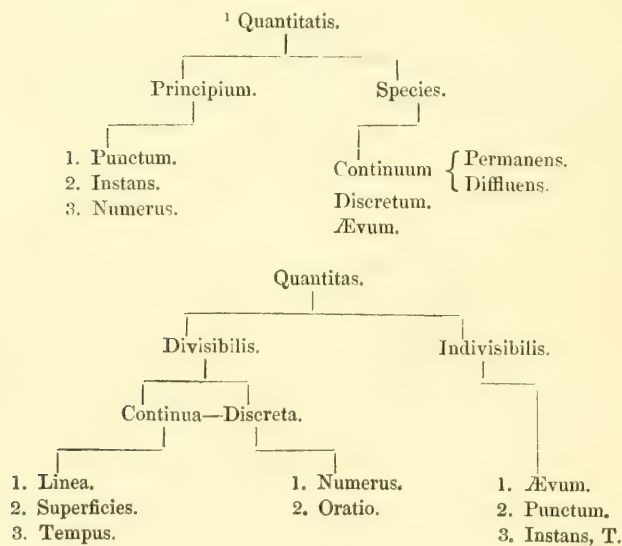 ¹ Quantitatis.
Principium. Species.
1. Punctum.
2. Instans.
3. Numerus.
Continuum { Permanens.
Diffluens.
Discretum.
Ævum.
Quantitas.
Divisibilis. Indivisibilis.
Continua—Discreta.
1. Linea.
2. Superficies.
3. Tempus.
1. Numerus.
2. Oratio.
1. Ævum.
2. Punctum.
3. Instans, T.